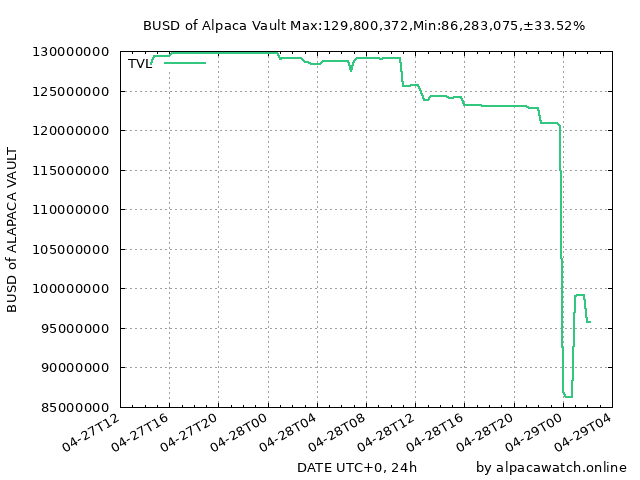 BUSD of Alpaca Vault Max:129,800,372,Min:86,283,075,±33.52%
130000000
TVL
125000000
120000000
115000000
110000000
105000000
100000000
95000000
90000000
85000000
BUSD of ALAPACA VAULT
04-27T12
04-27T16
04-27T20
04-28T00
04-28T04
04-28T08
04-28T12
04-28T16
04-28T20
04-29T00
04-29T04
DATE UTC+0, 24h
by alpacawatch.online